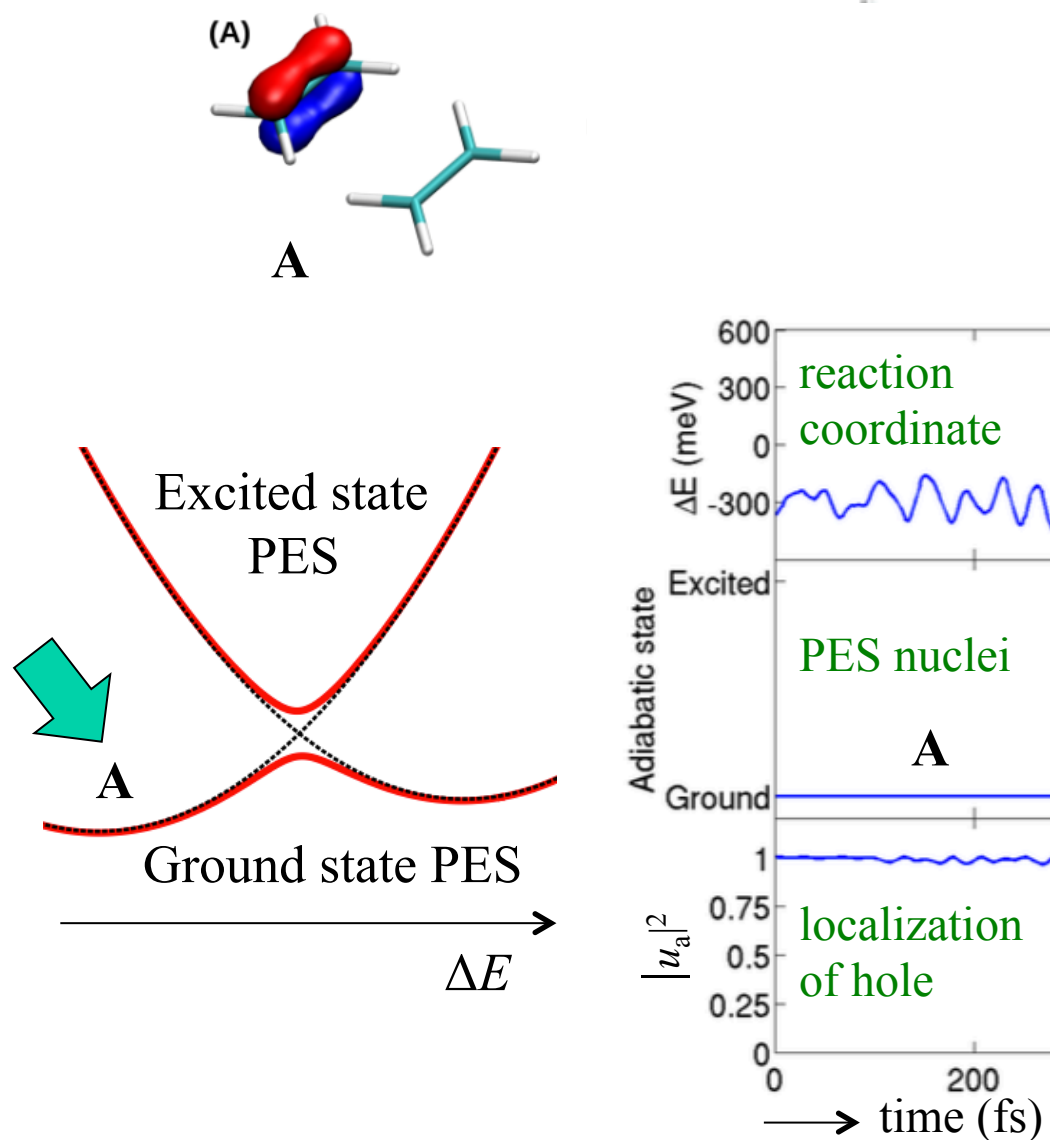 (A)
A
Excited state
PES
A
Ground state PES
ΔE
600
300
0
-300
ΔE (meV)
reaction
coordinate
Excited
Ground
Adiabatic state
PES nuclei
A
1
0.75
0.5
0.25
0
|u_a|²
localization
of hole
0
200
time (fs)